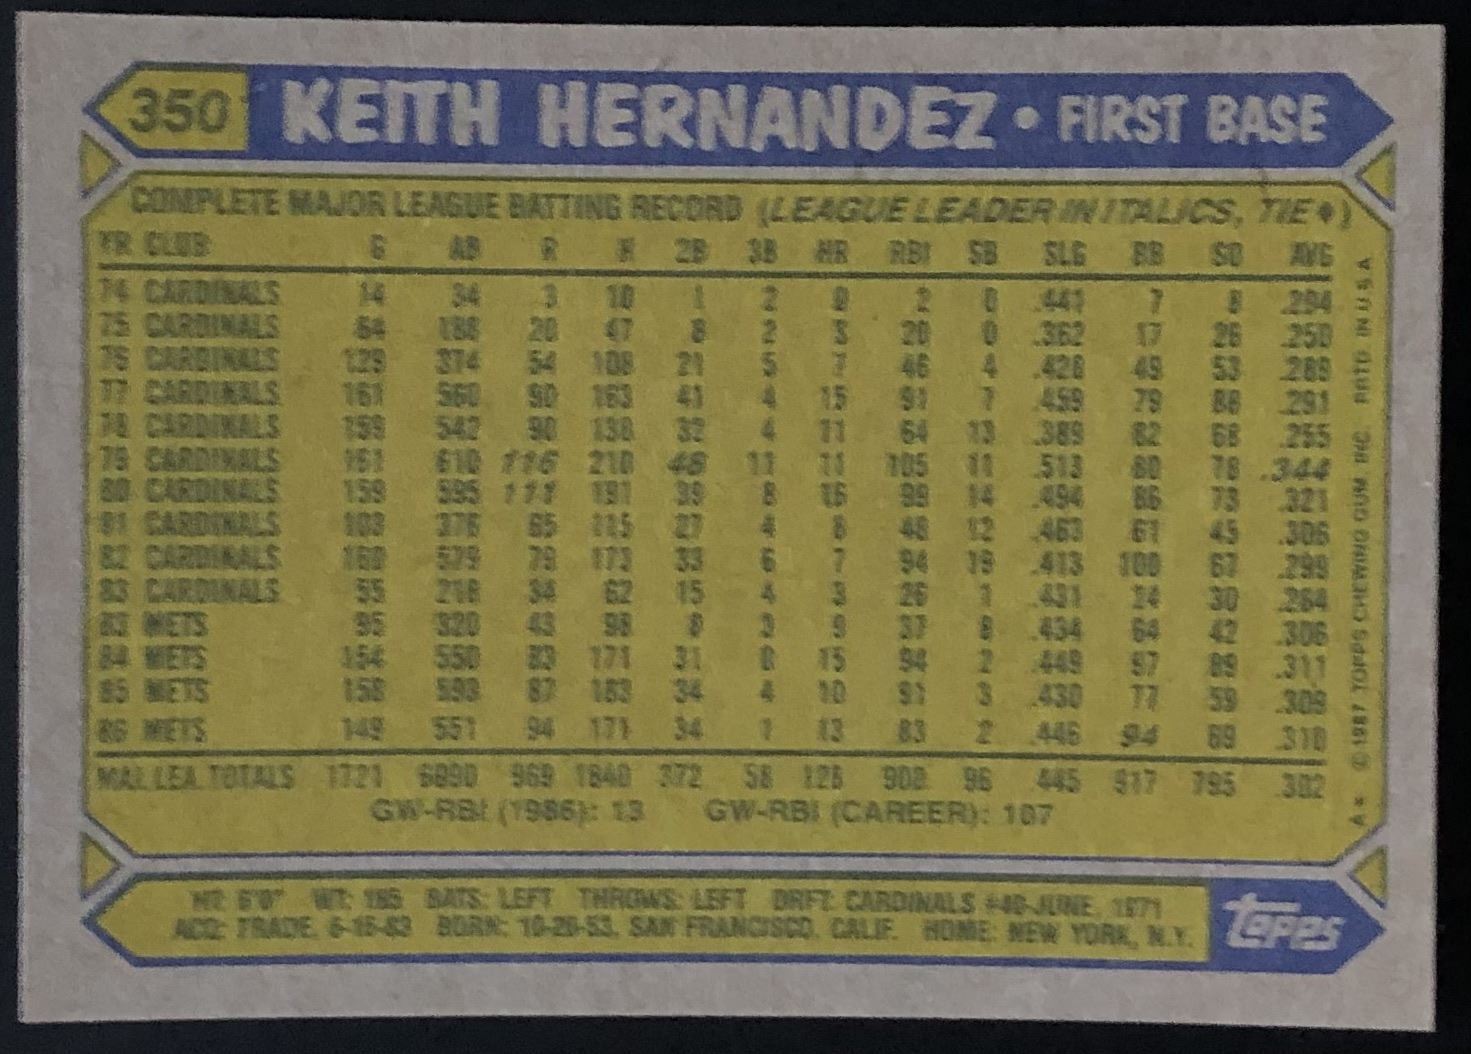 350 KEITH HERNANDEZ • FIRST BASE
COMPLETE MAJOR LEAGUE BATTING RECORD (LEAGUE LEADER IN ITALICS, TIE♦)
YR CLUB G AB R H 2B 3B HR RBI SB SLG BB SO AVG
74 CARDINALS 14 34 3 10 1 2 0 2 0 .441 7 8 .294
75 CARDINALS 64 188 20 47 8 2 3 20 0 .362 17 26 .250
76 CARDINALS 129 374 54 108 21 5 7 46 4 .428 49 53 .289
77 CARDINALS 161 560 90 163 41 4 15 91 7 .459 79 88 .291
78 CARDINALS 159 542 90 138 32 4 11 64 13 .389 82 68 .255
79 CARDINALS 161 610 116 210 48 11 11 105 11 .513 80 78 .344
80 CARDINALS 159 595 111 191 39 8 16 99 14 .494 86 73 .321
81 CARDINALS 103 376 65 115 27 4 8 48 12 .463 61 45 .306
82 CARDINALS 160 579 79 173 33 6 7 94 19 .413 100 67 .299
83 CARDINALS 55 218 34 62 15 4 3 26 1 .431 24 30 .284
83 METS 95 320 43 98 8 3 9 37 8 .434 64 42 .306
84 METS 154 550 83 171 31 0 15 94 2 .449 97 89 .311
85 METS 158 593 87 183 34 4 10 91 3 .430 77 59 .309
86 METS 149 551 94 171 34 1 13 83 2 .446 94 69 .310
MAJ. LEA. TOTALS 1721 6090 969 1840 372 58 128 900 96 .445 917 795 .302
GW-RBI (1986): 13 GW-RBI (CAREER): 107
HT: 6'0" WT: 185 BATS: LEFT THROWS: LEFT DRFT: CARDINALS #40-JUNE, 1971
ACQ: TRADE, 6-15-83 BORN: 10-20-53, SAN FRANCISCO, CALIF. HOME: NEW YORK, N.Y.
topps
A* © 1987 TOPPS CHEWING GUM INC. PRTD. IN U.S.A.